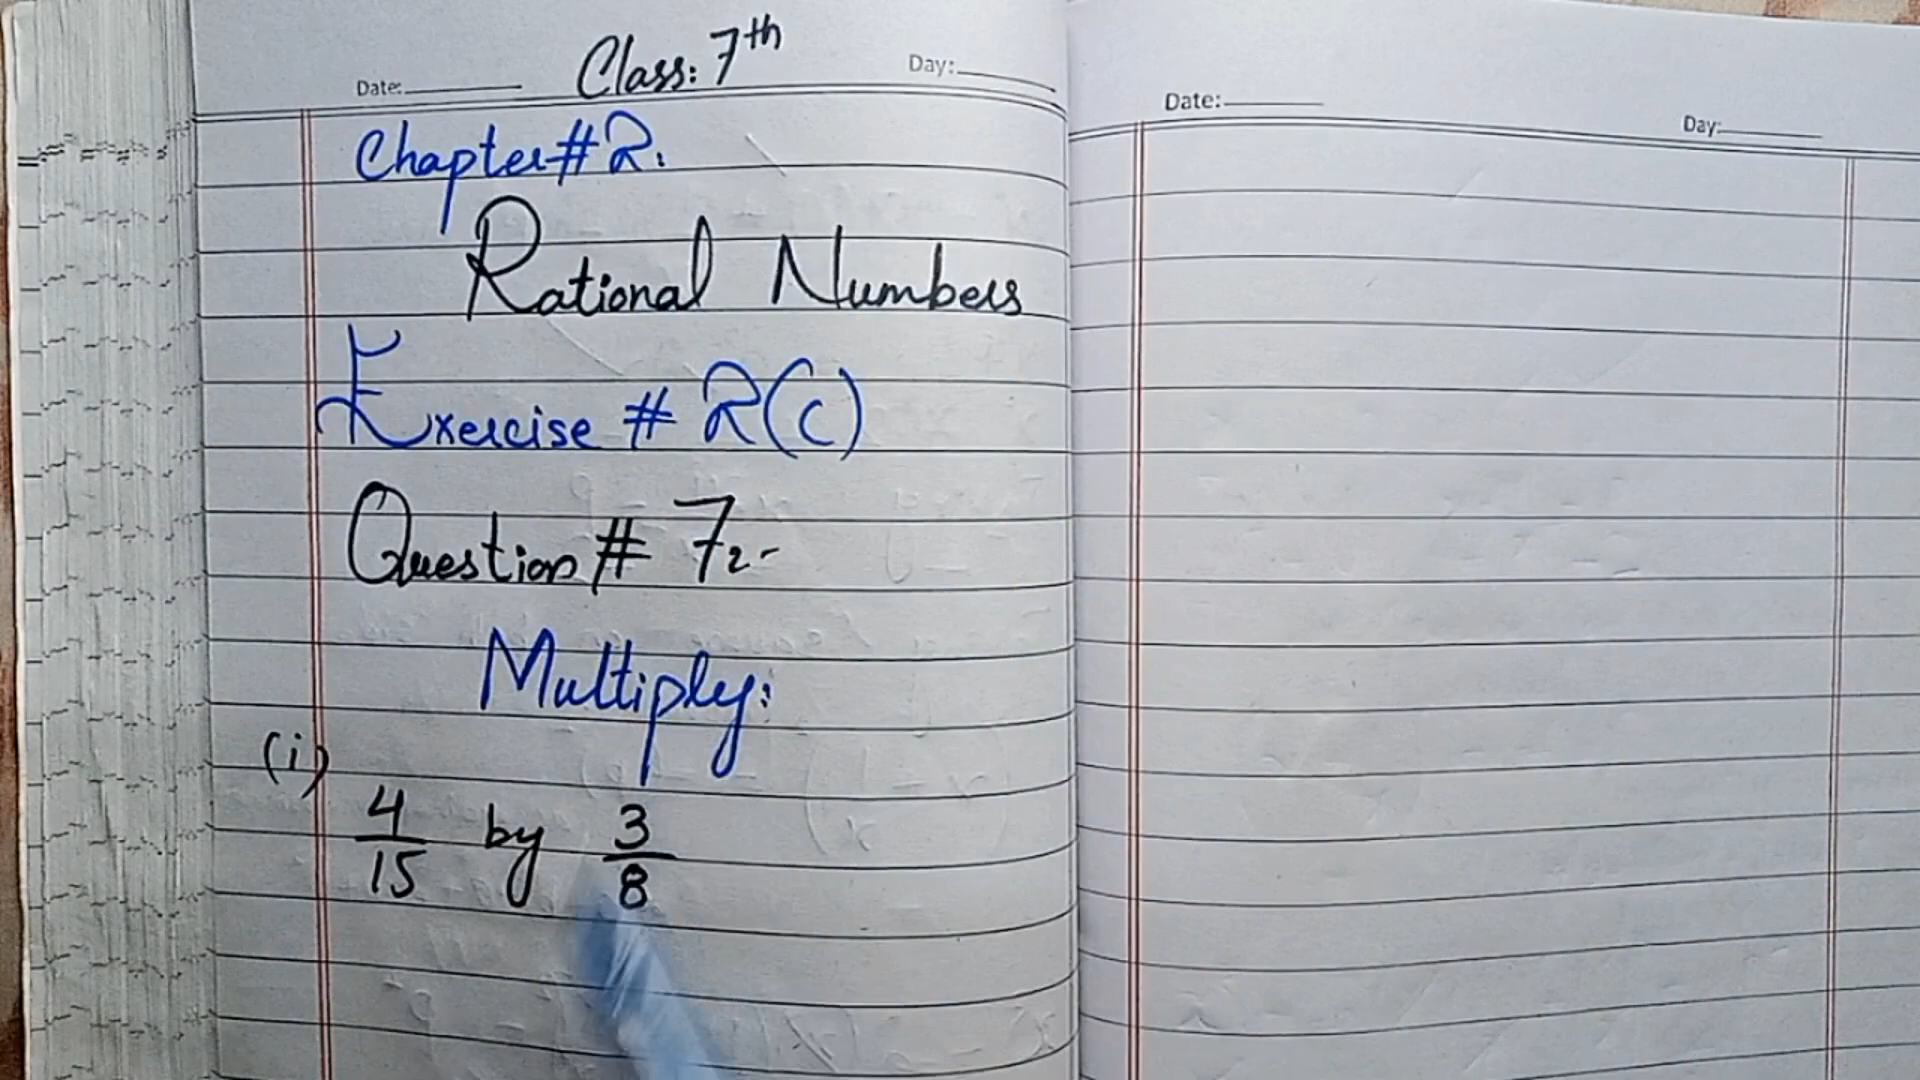 Date: Class: 7th Day:
Chapter#2:
Rational Numbers
Exercise # 2(c)
Question # 7:-
Multiply:
(i)
4/15 by 3/8
Date: Day: